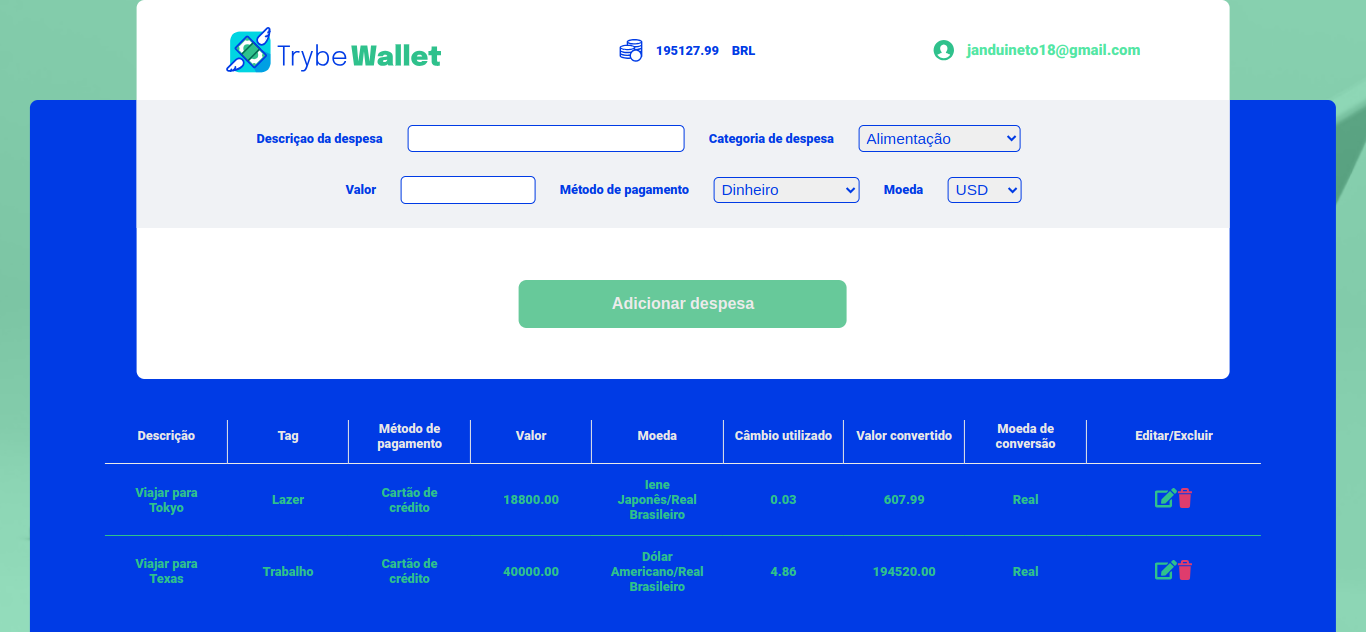 Trybe Wallet
195127.99 BRL
janduineto18@gmail.com
Descriçao da despesa
Categoria de despesa
Alimentação
Valor
Método de pagamento
Dinheiro
Moeda
USD
Adicionar despesa
Descrição
Tag
Método de
pagamento
Valor
Moeda
Câmbio utilizado
Valor convertido
Moeda de
conversão
Editar/Excluir
Viajar para
Tokyo
Lazer
Cartão de
crédito
18800.00
Iene
Japonês/Real
Brasileiro
0.03
607.99
Real
Viajar para
Texas
Trabalho
Cartão de
crédito
40000.00
Dólar
Americano/Real
Brasileiro
4.86
194520.00
Real